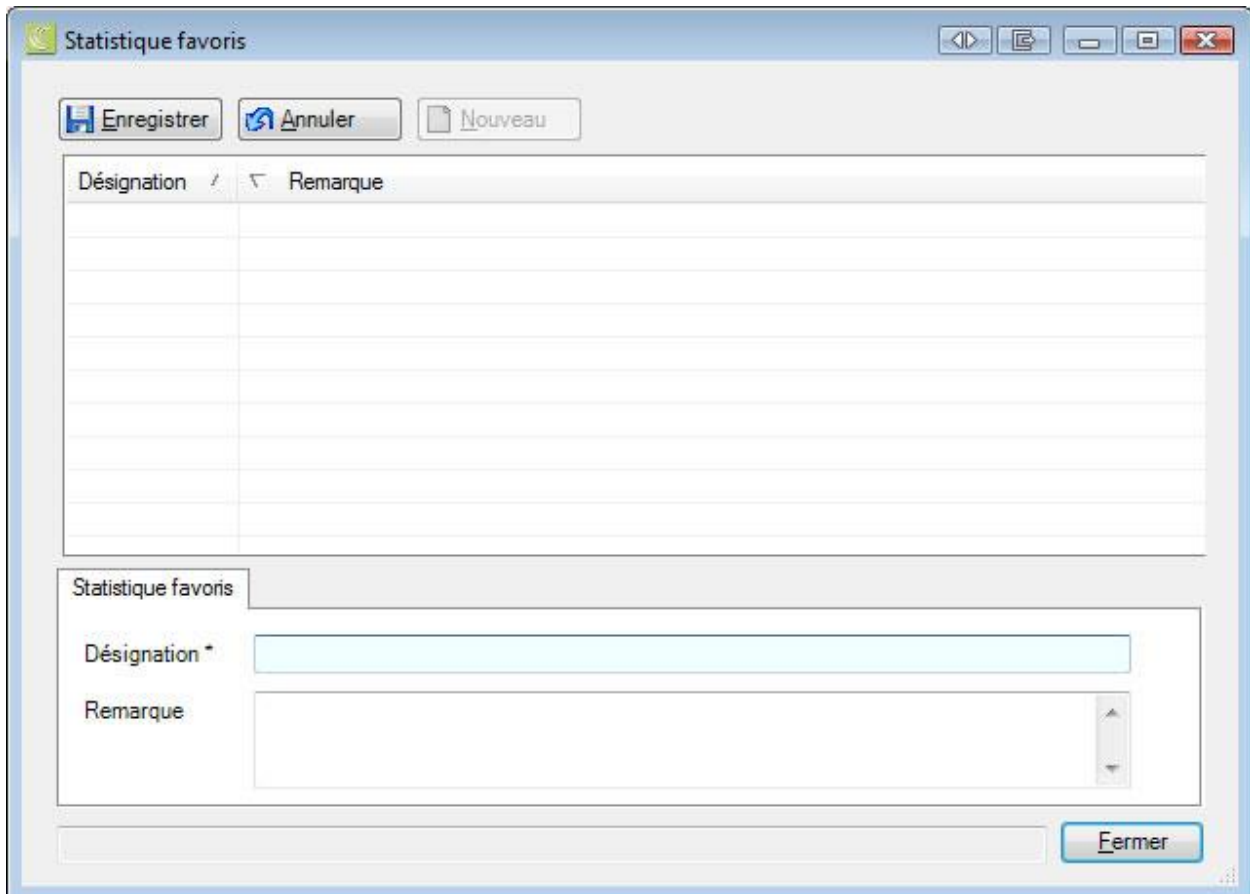 Statistique favoris
Enregistrer Annuler Nouveau
Désignation Remarque
Statistique favoris
Désignation *
Remarque
Fermer